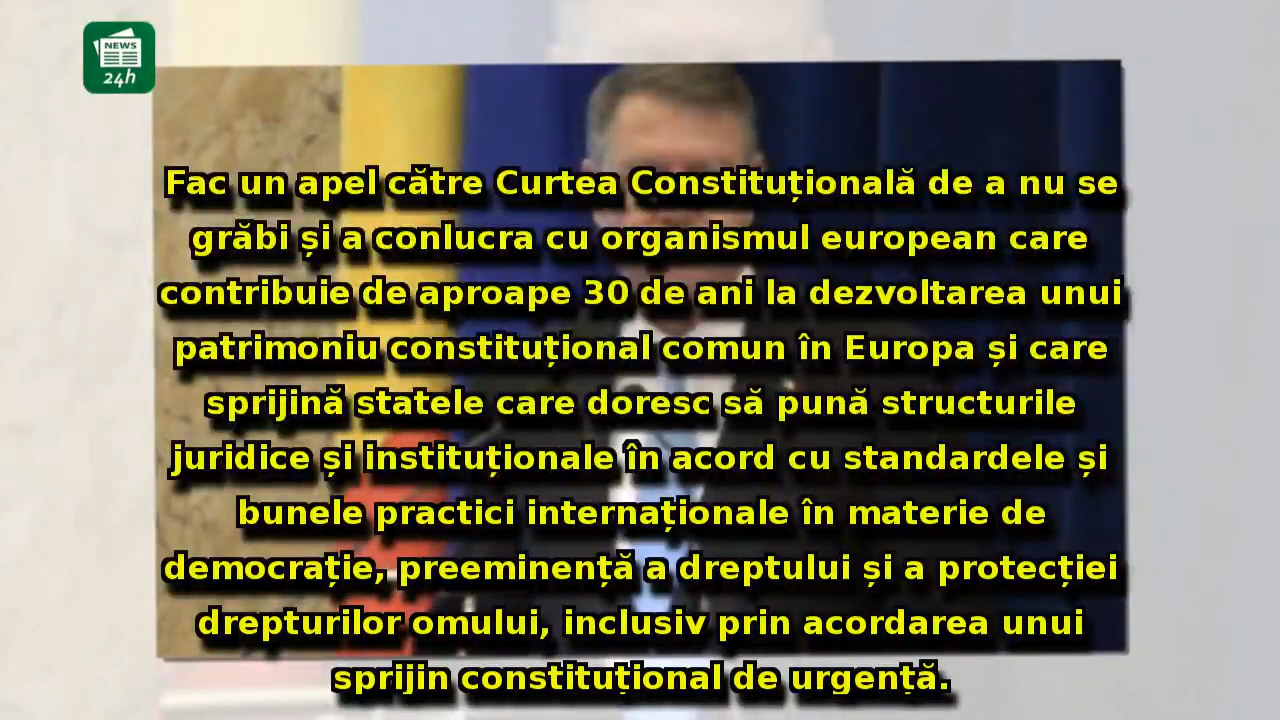 NEWS
24h
Fac un apel către Curtea Constituțională de a nu se
grăbi și a conlucra cu organismul european care
contribuie de aproape 30 de ani la dezvoltarea unui
patrimoniu constituțional comun în Europa și care
sprijină statele care doresc să pună structurile
juridice și instituționale în acord cu standardele și
bunele practici internaționale în materie de
democrație, preeminență a dreptului și a protecției
drepturilor omului, inclusiv prin acordarea unui
sprijin constituțional de urgență.